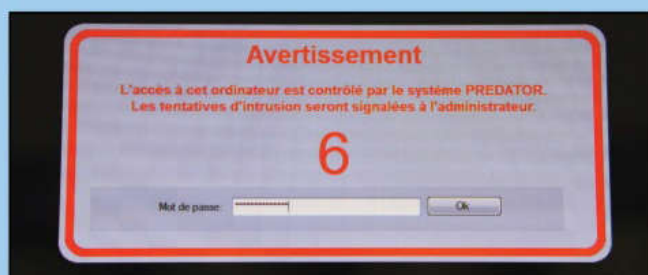 Avertissement
L'accès à cet ordinateur est contrôlé par le système PREDATOR.
Les tentatives d'intrusion seront signalées à l'administrateur.
6
Mot de passe:
Ok